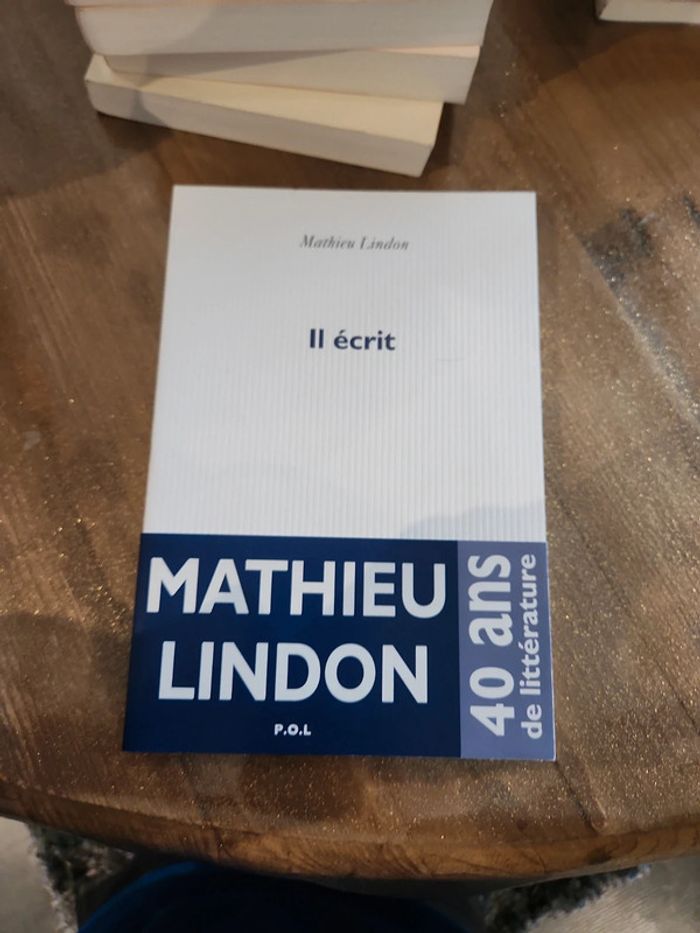 Mathieu Lindon
Il écrit
MATHIEU
LINDON
P.O.L
40 ans
de littérature